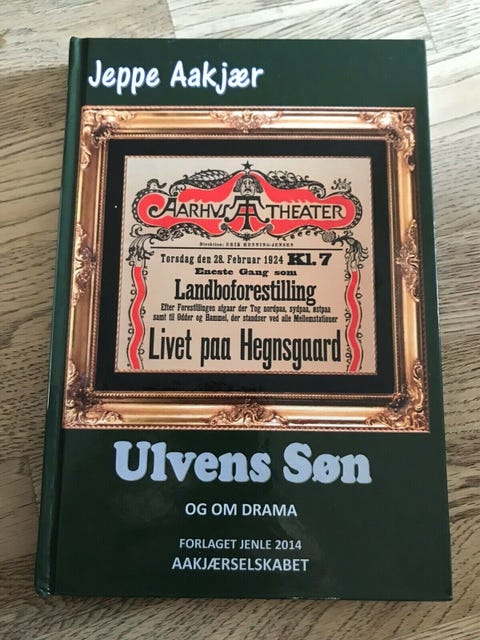 Jeppe Aakjær
AARHUS AT THEATER
Direktion: ERIK HENNING-JENSEN
Torsdag den 28. Februar 1924 Kl. 7
Eneste Gang som
Landboforestilling
Efter Forestillingen afgaar der Tog nordpaa, sydpaa, østpaa
samt til Odder og Hammel, der standser ved alle Mellemstationer
Livet paa Hegnsgaard
Ulvens Søn
OG OM DRAMA
FORLAGET JENLE 2014
AAKJÆRSELSKABET